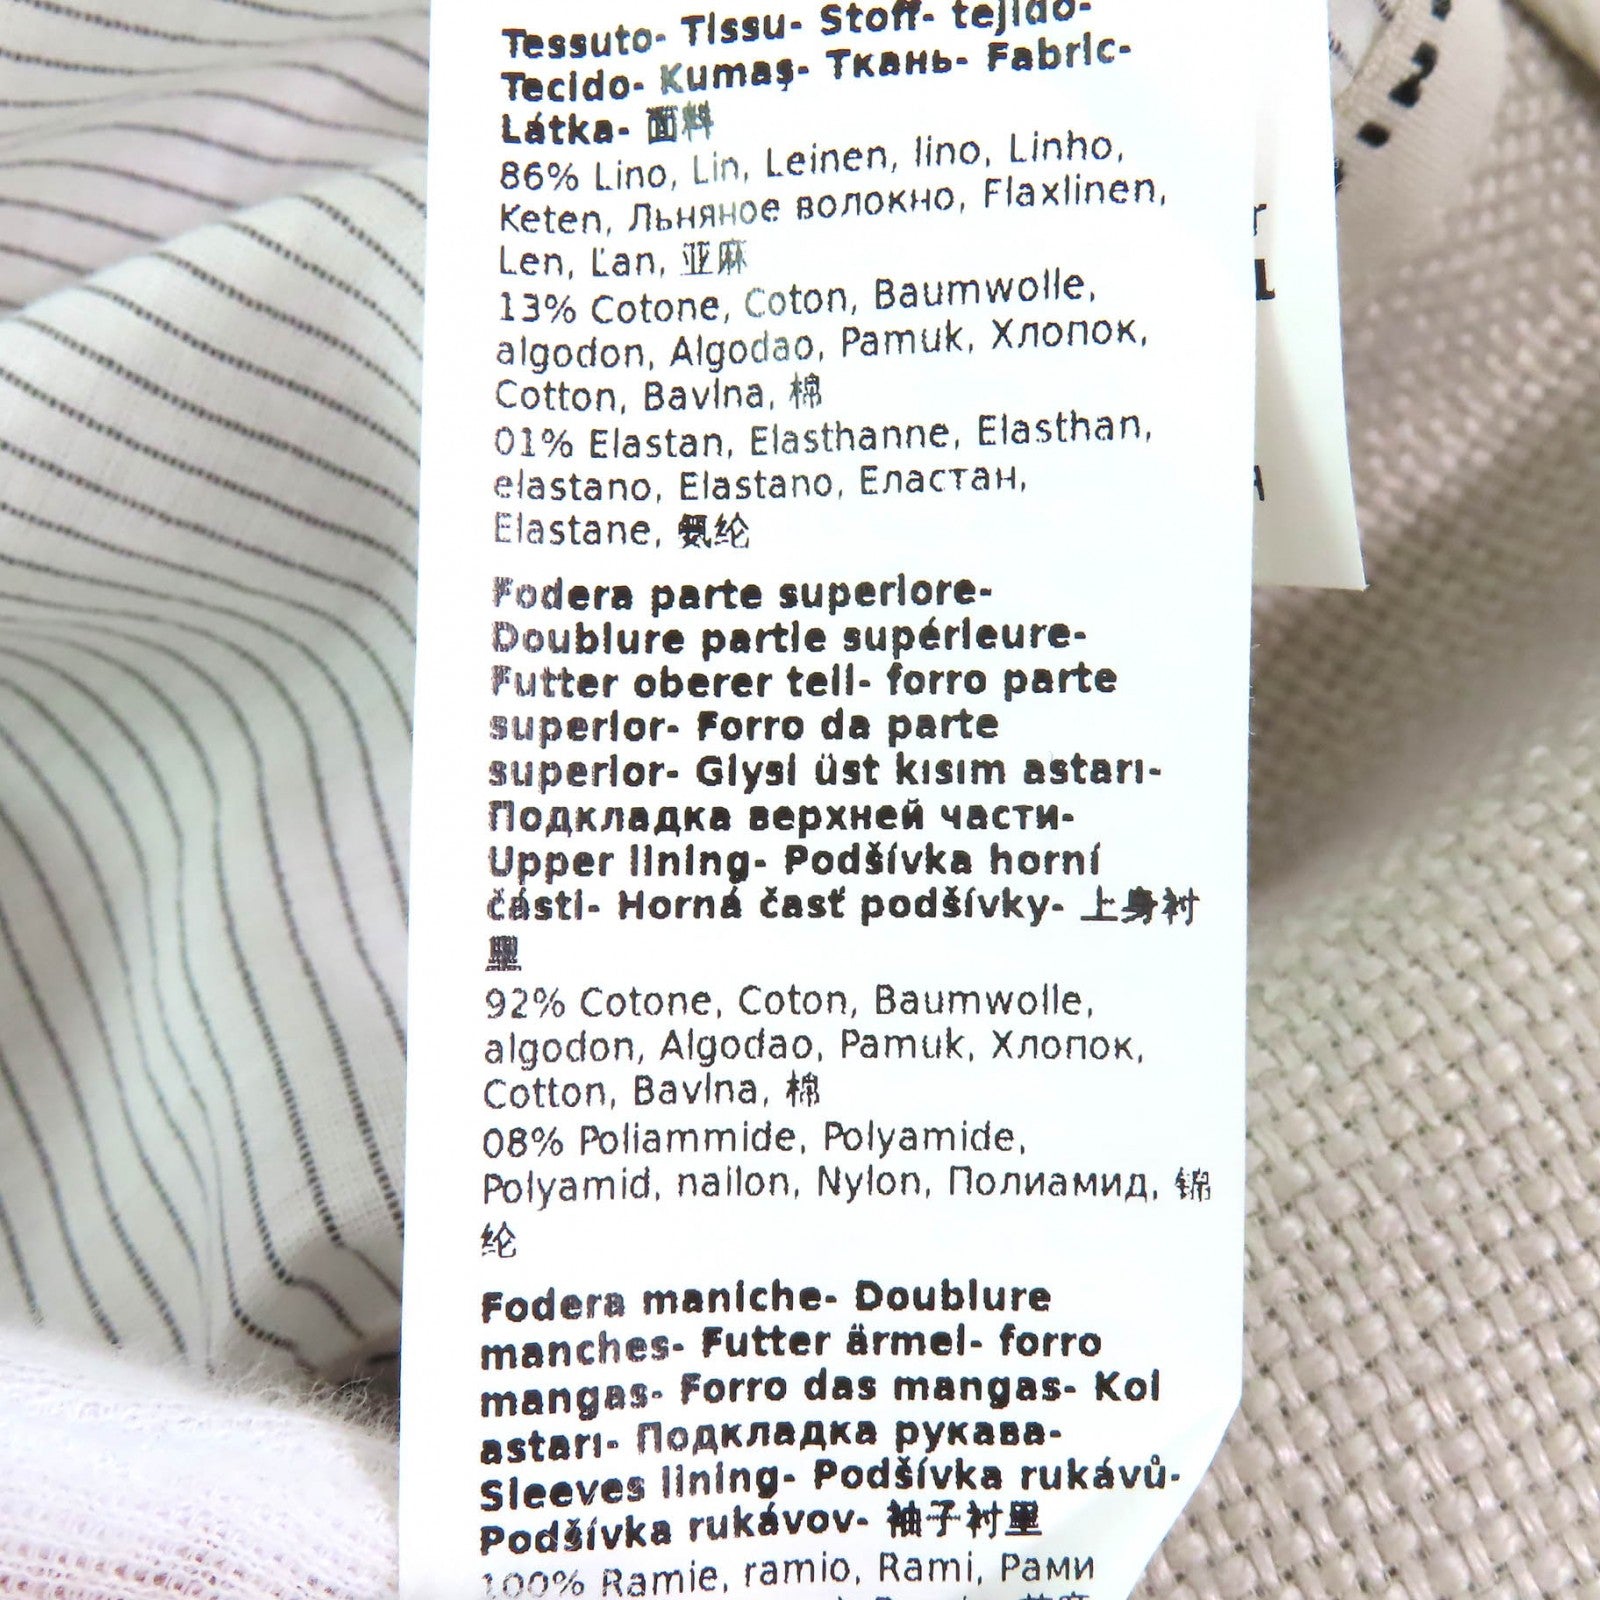 Tessuto- Tissu- Stoff- tejido-
Tecido- Kumaş- Ткань- Fabric-
Látka- 面料
86% Lino, Lin, Leinen, lino, Linho,
Keten, Льняное волокно, Flaxlinen,
Len, Ľan, 亚麻
13% Cotone, Coton, Baumwolle,
algodon, Algodao, Pamuk, Хлопок,
Cotton, Bavlna, 棉
01% Elastan, Elasthanne, Elasthan,
elastano, Elastano, Еластан,
Elastane, 氨纶
Fodera parte superiore-
Doublure partie supérieure-
Futter oberer teil- forro parte
superior- Forro da parte
superior- Giysi üst kısım astarı-
Подкладка верхней части-
Upper lining- Podšívka horní
části- Horná časť podšívky- 上身衬
里
92% Cotone, Coton, Baumwolle,
algodon, Algodao, Pamuk, Хлопок,
Cotton, Bavlna, 棉
08% Poliammide, Polyamide,
Polyamid, nailon, Nylon, Полиамид, 锦
纶
Fodera maniche- Doublure
manches- Futter ärmel- forro
mangas- Forro das mangas- Kol
astarı- Подкладка рукава-
Sleeves lining- Podšívka rukávů-
Podšívka rukávov- 袖子衬里
100% Ramie, ramio, Rami, Рами